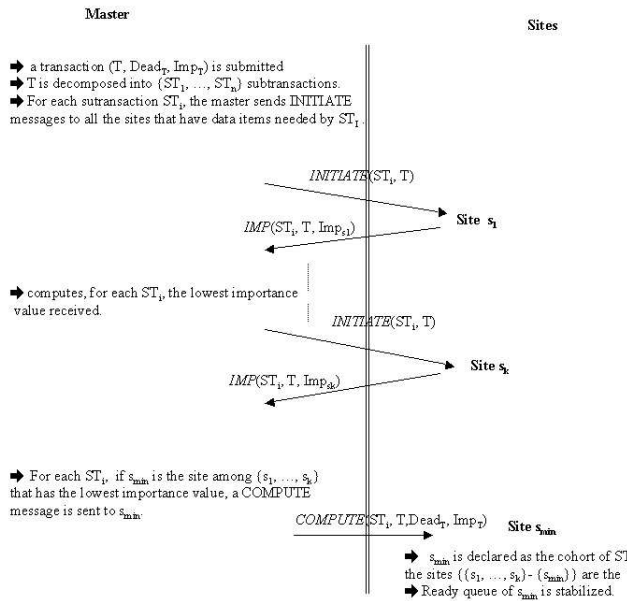 Master
Sites
➔ a transaction (T, Dead_T, Imp_T) is submitted
➔ T is decomposed into {ST_1, ..., ST_n} subtransactions.
➔ For each sutransaction ST_i, the master sends INITIATE
messages to all the sites that have data items needed by ST_I .
INITIATE(ST_i, T)
Site s_1
IMP(ST_i, T, Imp_s1)
➔ computes, for each ST_i, the lowest importance
value received.
INITIATE(ST_i, T)
Site s_k
IMP(ST_i, T, Imp_sk)
➔ For each ST_i, if s_min is the site among {s_1, ..., s_k}
that has the lowest importance value, a COMPUTE
message is sent to s_min.
COMPUTE(ST_i, T,Dead_T, Imp_T)
Site s_min
➔ s_min is declared as the cohort of ST
the sites {{s_1, ..., s_k}- {s_min}} are the
➔ Ready queue of s_min is stabilized.